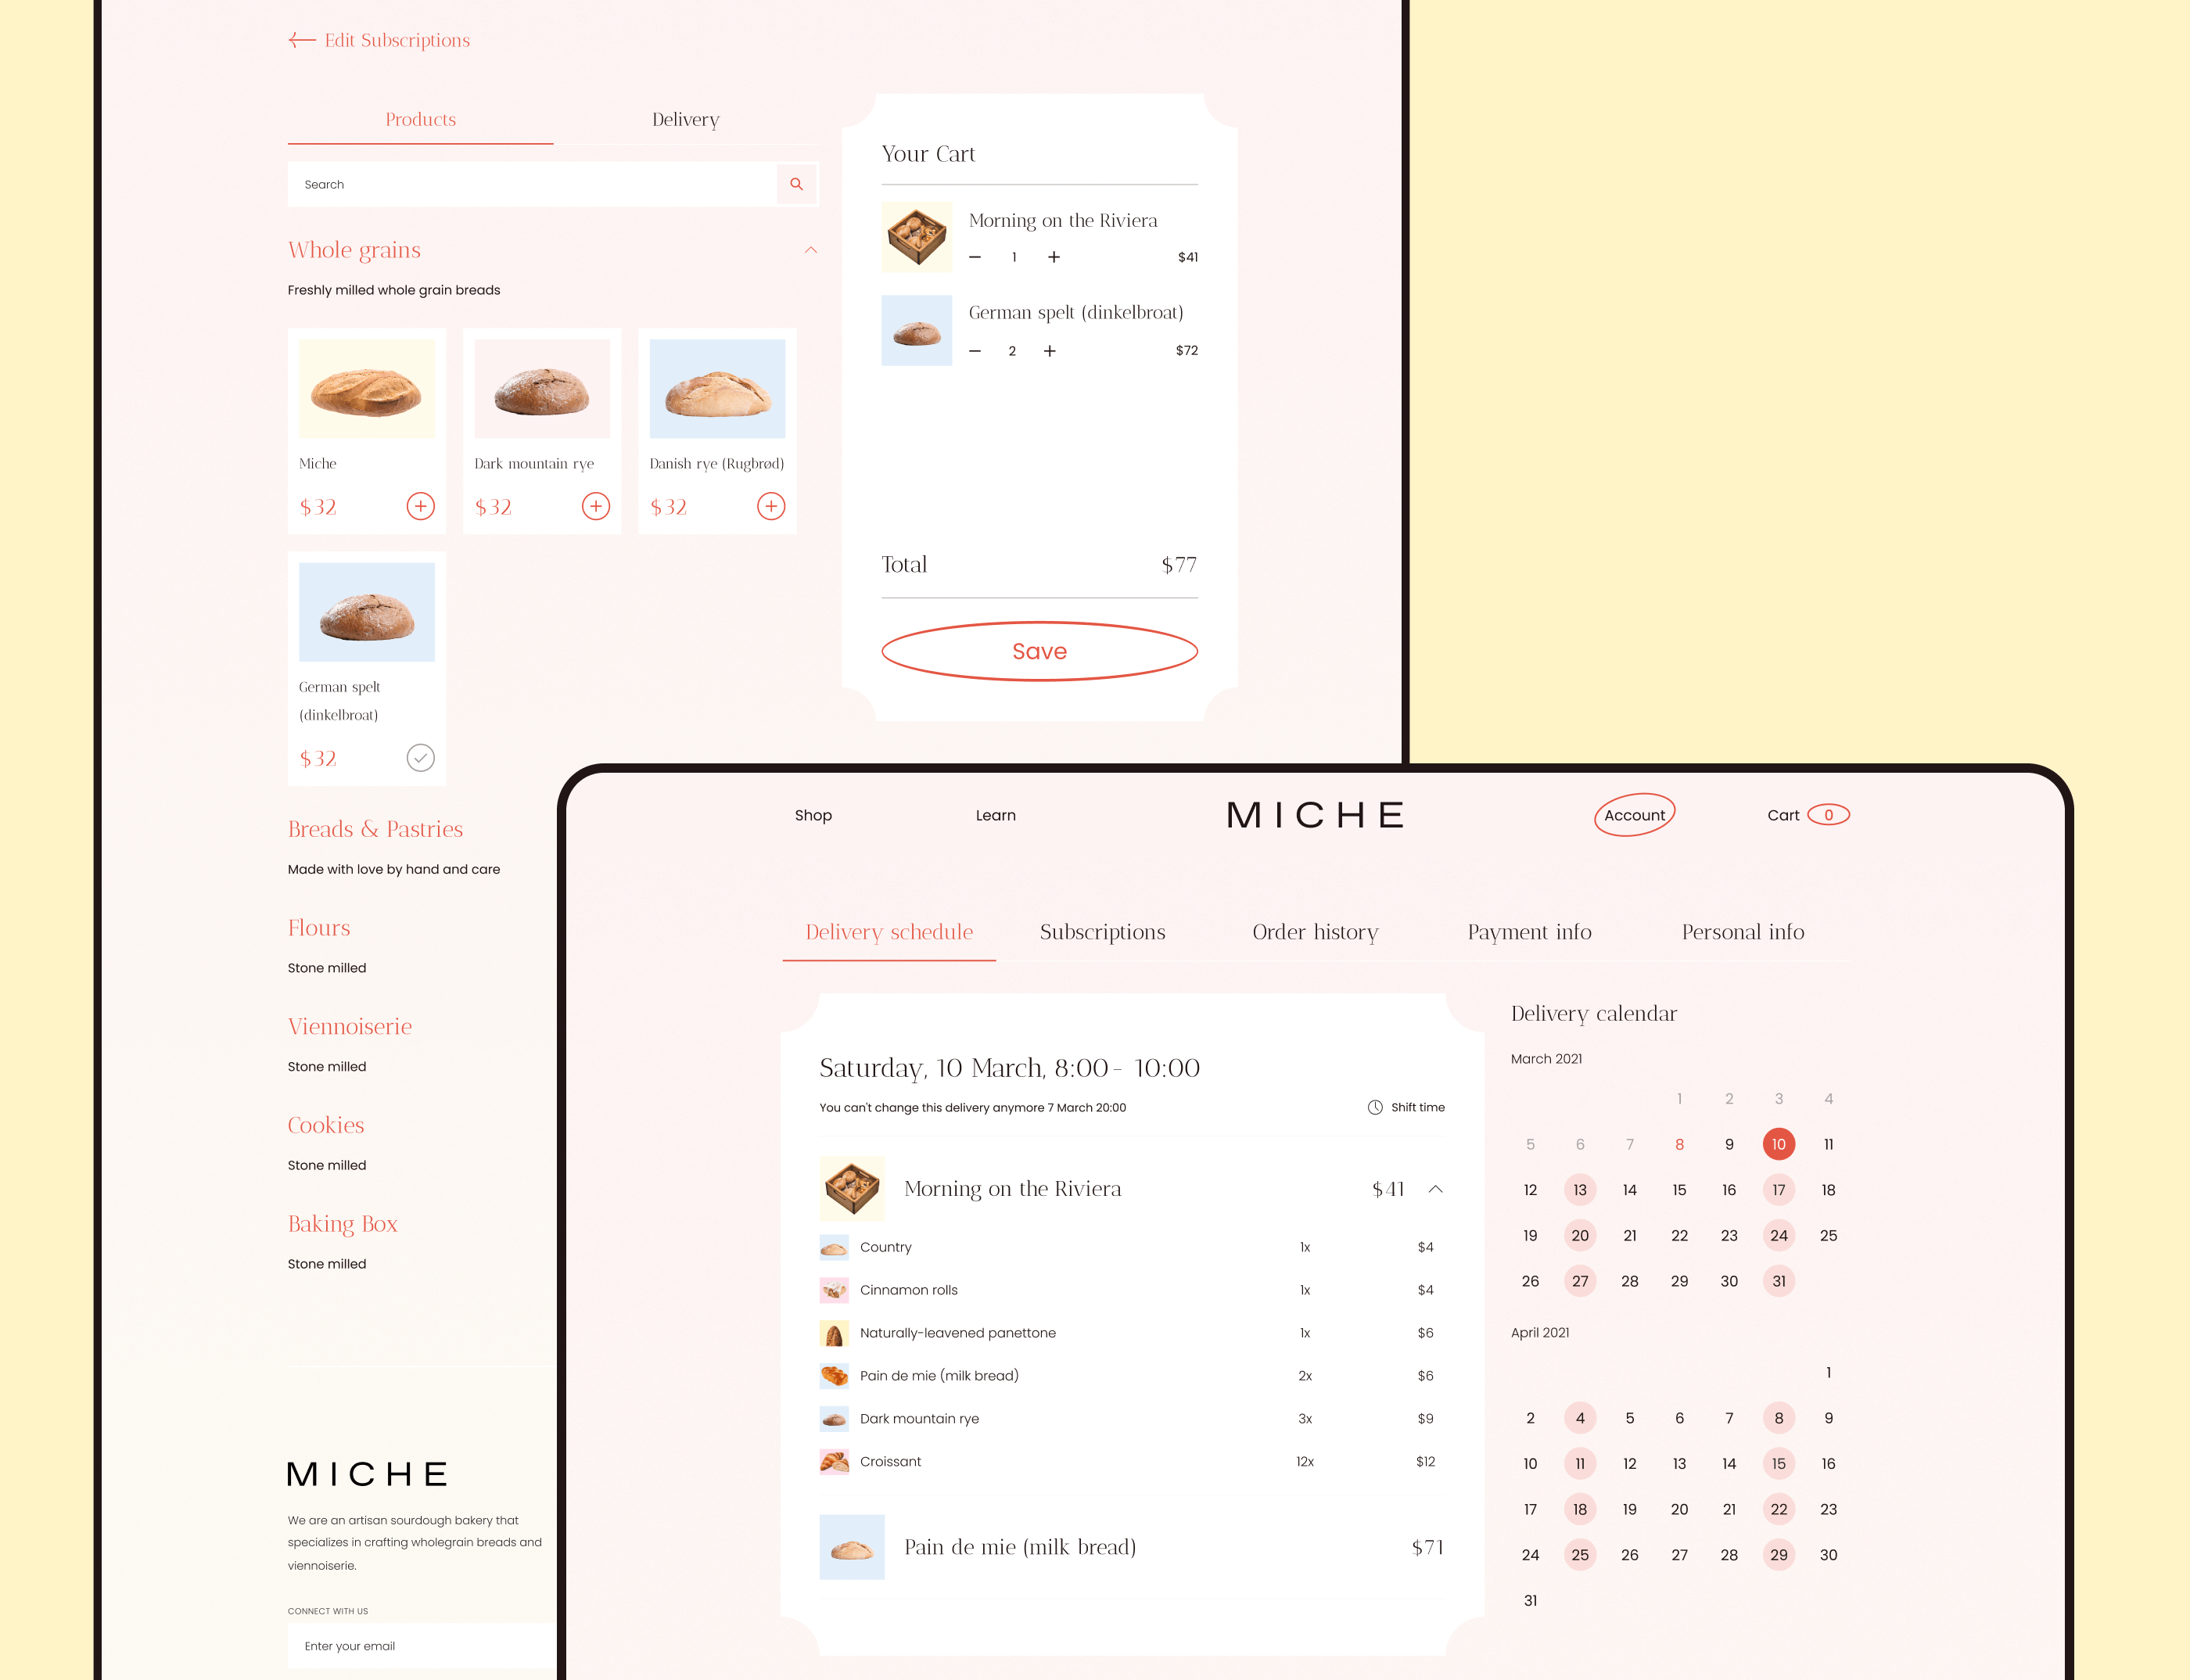 Edit Subscriptions
Products
Delivery
Search
Whole grains
Freshly milled whole grain breads
Miche
$32
Dark mountain rye
$32
Danish rye (Rugbrød)
$32
German spelt
(dinkelbroat)
$32
Breads & Pastries
Made with love by hand and care
Flours
Stone milled
Viennoiserie
Stone milled
Cookies
Stone milled
Baking Box
Stone milled
MICHE
We are an artisan sourdough bakery that
specializes in crafting wholegrain breads and
viennoiserie.
CONNECT WITH US
Enter your email
Your Cart
Morning on the Riviera
1 $41
German spelt (dinkelbroat)
2 $72
Total $77
Save
Shop Learn MICHE Account Cart 0
Delivery schedule Subscriptions Order history Payment info Personal info
Saturday, 10 March, 8:00- 10:00
You can't change this delivery anymore 7 March 20:00 Shift time
Morning on the Riviera $41
Country 1x $4
Cinnamon rolls 1x $4
Naturally-leavened panettone 1x $6
Pain de mie (milk bread) 2x $6
Dark mountain rye 3x $9
Croissant 12x $12
Pain de mie (milk bread) $71
Delivery calendar
March 2021
1 2 3 4
5 6 7 8 9 10 11
12 13 14 15 16 17 18
19 20 21 22 23 24 25
26 27 28 29 30 31
April 2021
1
2 4 5 6 7 8 9
10 11 12 13 14 15 16
17 18 19 20 21 22 23
24 25 26 27 28 29 30
31